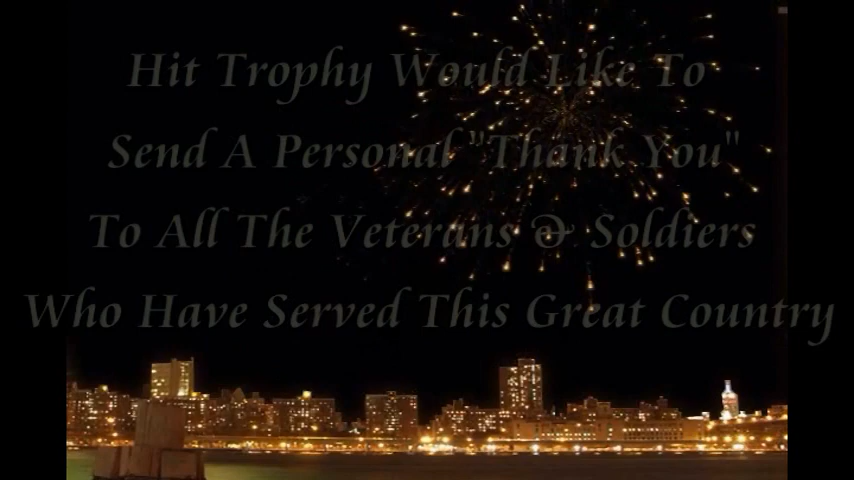 Hit Trophy Would Like To
Send A Personal "Thank You"
To All The Veterans & Soldiers
Who Have Served This Great Country